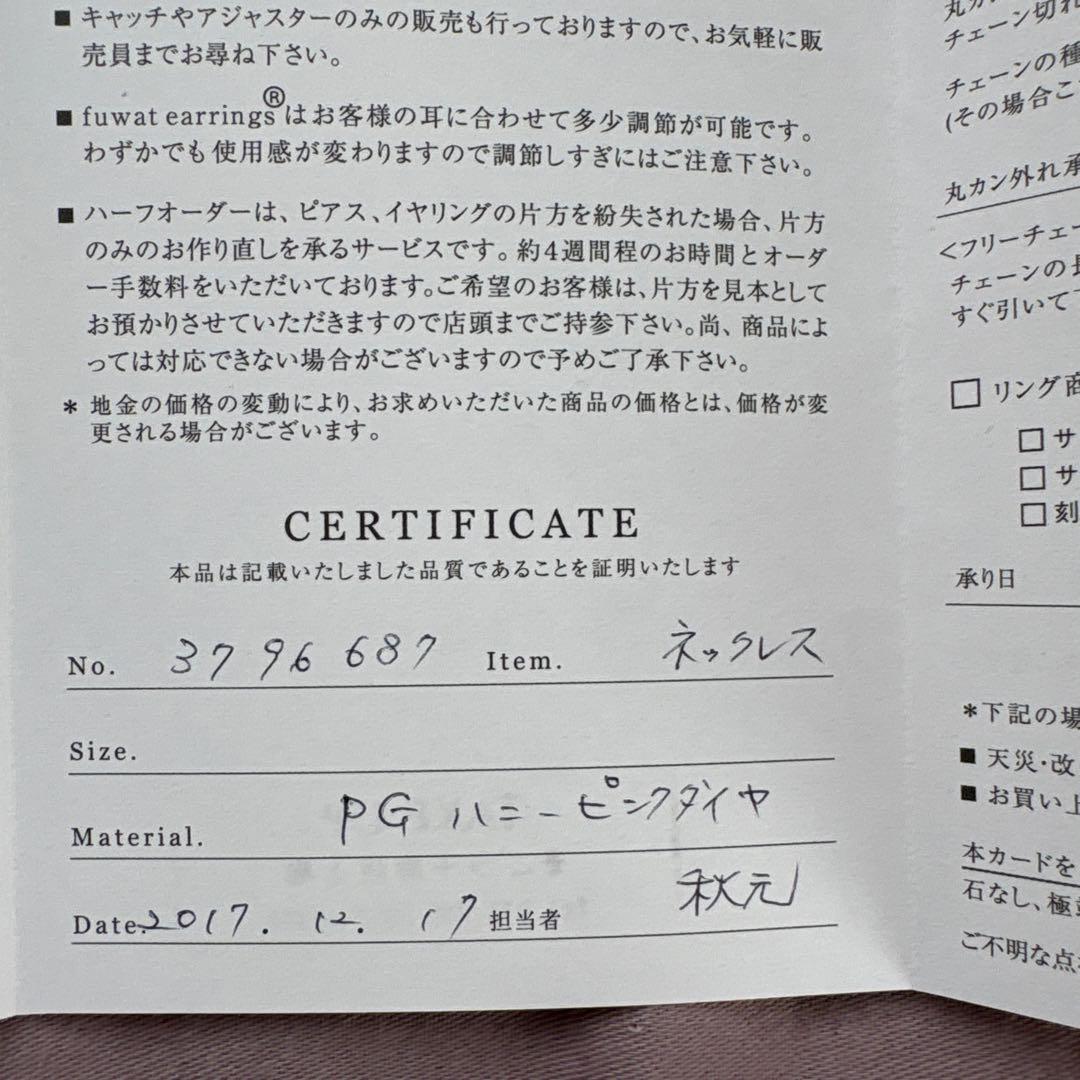 ■ キャッチやアジャスターのみの販売も行っておりますので、お気軽に販
売員までお尋ね下さい。
■ fuwat earrings®はお客様の耳に合わせて多少調節が可能です。
わずかでも使用感が変わりますので調節しすぎにはご注意下さい。
■ ハーフオーダーは、ピアス、イヤリングの片方を紛失された場合、片方
のみのお作り直しを承るサービスです。約4週間程のお時間とオーダ
ー手数料をいただいております。ご希望のお客様は、片方を見本として
お預かりさせていただきますので店頭までご持参下さい。尚、商品によ
っては対応できない場合がございますので予めご了承下さい。
* 地金の価格の変動により、お求めいただいた商品の価格とは、価格が変
更される場合がございます。
CERTIFICATE
本品は記載いたしました品質であることを証明いたします
No. 3796687 Item. ネックレス
Size.
Material. PG ハニーピンクダイヤ
Date. 2017. 12. 17 担当者 秋元
チェーン切れ
チェーンの種
(その場合こ
丸カン外れ承
<フリーチェー
チェーンの長
すぐ引いて下
□ リング商
□ サ
□ サ
□ 刻
承り日
*下記の場
■ 天災・改
■ お買い上
本カードを
石なし、極
ご不明な点